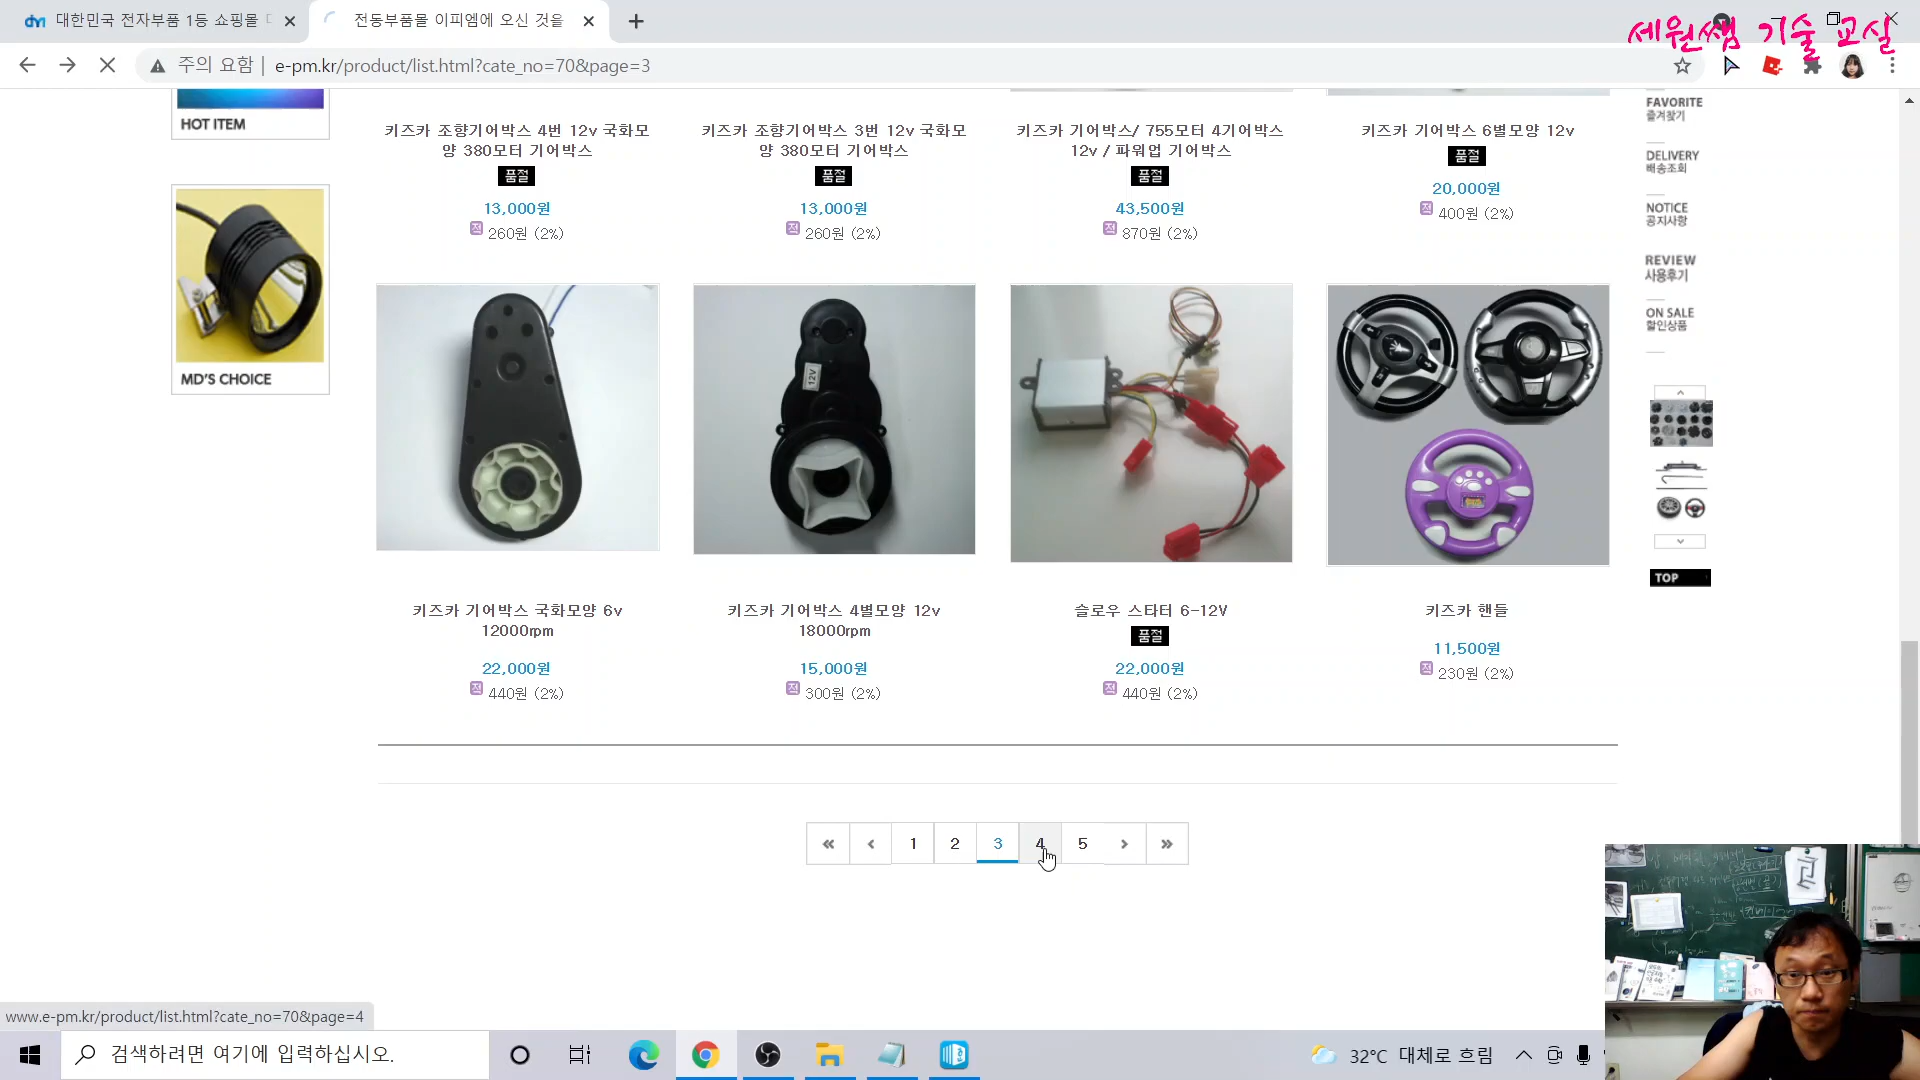 대한민국 전자부품 1등 쇼핑몰
전동부품몰 이피엠에 오신 것을
세원쌤 기술 교실
주의 요함
e-pm.kr/product/list.html?cate_no=70&page=3
HOT ITEM
MD'S CHOICE
키즈카 조향기어박스 4번 12v 국화모
양 380모터 기어박스
품절
13,000원
적 260원 (2%)
키즈카 조향기어박스 3번 12v 국화모
양 380모터 기어박스
품절
13,000원
적 260원 (2%)
키즈카 기어박스/ 755모터 4기어박스
12v / 파워업 기어박스
품절
43,500원
적 870원 (2%)
키즈카 기어박스 6별모양 12v
품절
20,000원
적 400원 (2%)
12V
키즈카 기어박스 국화모양 6v
12000rpm
22,000원
적 440원 (2%)
키즈카 기어박스 4별모양 12v
18000rpm
15,000원
적 300원 (2%)
슬로우 스타터 6-12V
품절
22,000원
적 440원 (2%)
키즈카 핸들
11,500원
적 230원 (2%)
FAVORITE
즐겨찾기
DELIVERY
배송조회
NOTICE
공지사항
REVIEW
사용후기
ON SALE
할인상품
TOP
« ‹ 1 2 3 4 5 › »
www.e-pm.kr/product/list.html?cate_no=70&page=4
검색하려면 여기에 입력하십시오.
32°C 대체로 흐림